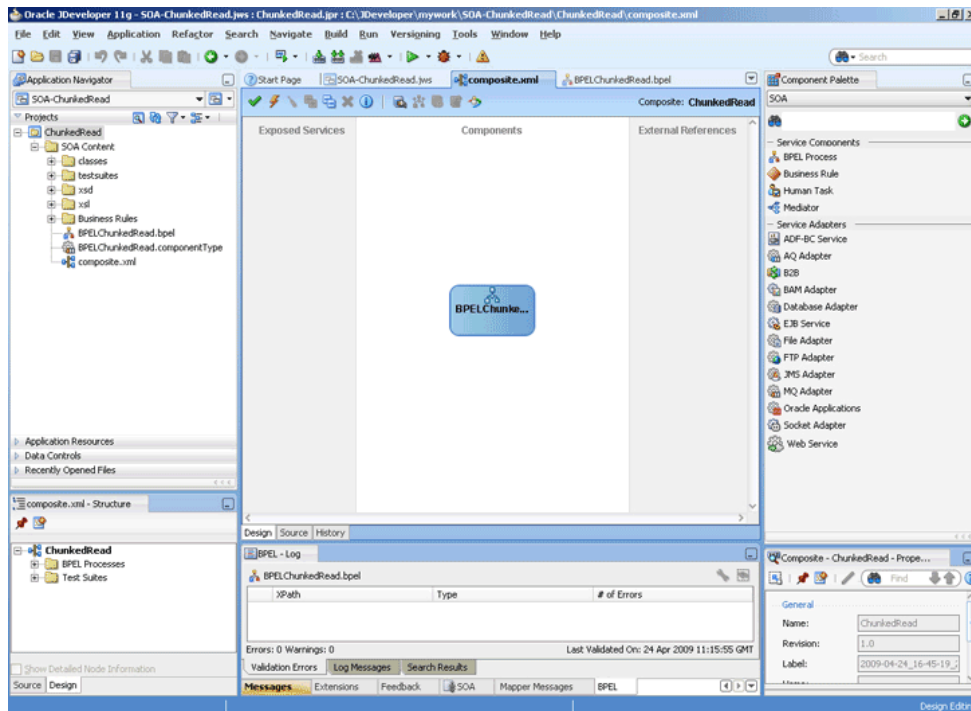 Oracle JDeveloper 11g - SOA-ChunkedRead.jws : ChunkedRead.jpr : C:\JDeveloper\mywork\SOA-ChunkedRead\ChunkedRead\composite.xml
File Edit View Application Refactor Search Navigate Build Run Versioning Tools Window Help
Search
Application Navigator
SOA-ChunkedRead
Projects
ChunkedRead
SOA Content
classes
testsuites
xsd
xsl
Business Rules
BPELChunkedRead.bpel
BPELChunkedRead.componentType
composite.xml
Application Resources
Data Controls
Recently Opened Files
composite.xml - Structure
ChunkedRead
BPEL Processes
Test Suites
Show Detailed Node Information
Source Design
Start Page SOA-ChunkedRead.jws composite.xml BPELChunkedRead.bpel
Composite: ChunkedRead
Exposed Services Components External References
BPELChunke...
Design Source History
BPEL - Log
BPELChunkedRead.bpel
XPath Type # of Errors
Errors: 0 Warnings: 0 Last Validated On: 24 Apr 2009 11:15:55 GMT
Validation Errors Log Messages Search Results
Messages Extensions Feedback SOA Mapper Messages BPEL
Component Palette
SOA
Service Components
BPEL Process
Business Rule
Human Task
Mediator
Service Adapters
ADF-BC Service
AQ Adapter
B2B
BAM Adapter
Database Adapter
EJB Service
File Adapter
FTP Adapter
JMS Adapter
MQ Adapter
Oracle Applications
Socket Adapter
Web Service
Composite - ChunkedRead - Prope...
Find
General
Name: ChunkedRead
Revision: 1.0
Label: 2009-04-24_16-45-19_
Design Editin